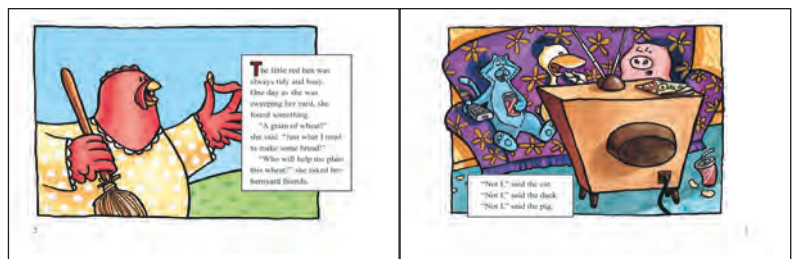 The little red hen was
always tidy and busy.
One day as she was
sweeping her yard, she
found something.
"A grain of wheat!"
she said. "Just what I need
to make some bread!"
"Who will help me plant
this wheat?" she asked her
barnyard friends.
2
"Not I," said the cat.
"Not I," said the duck.
"Not I," said the pig.